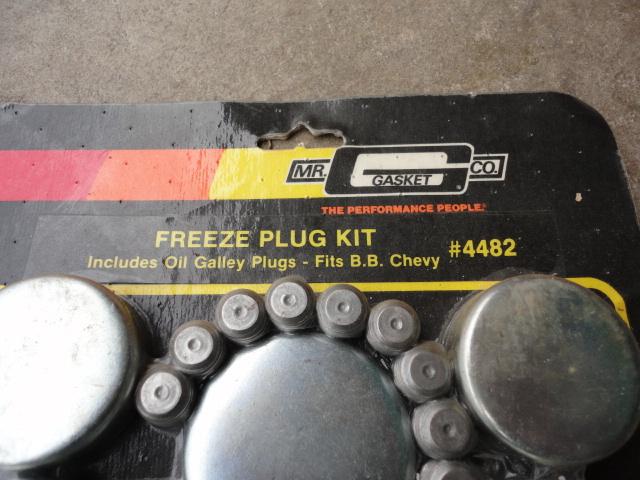 MR. GASKET CO.
THE PERFORMANCE PEOPLE.
FREEZE PLUG KIT
Includes Oil Galley Plugs - Fits B.B. Chevy #4482